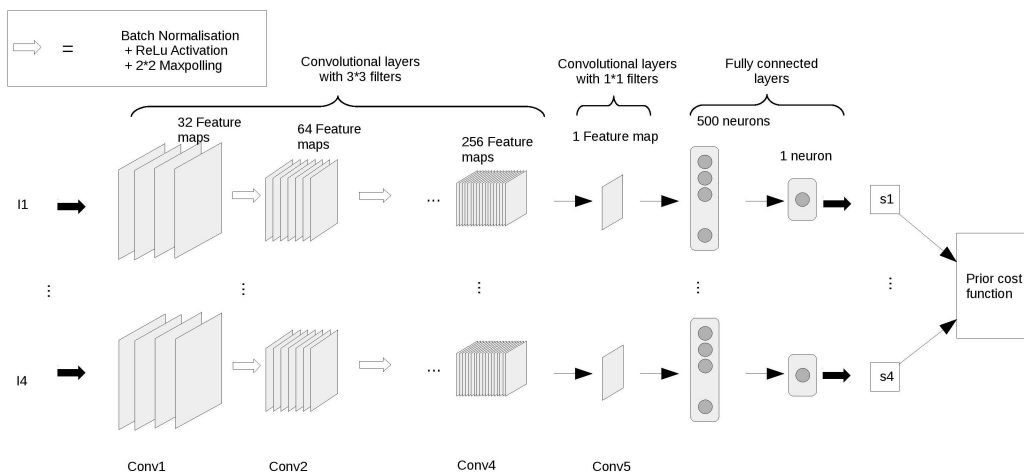 =
Batch Normalisation
+ ReLu Activation
+ 2*2 Maxpolling
Convolutional layers
with 3*3 filters
Convolutional layers
with 1*1 filters
Fully connected
layers
32 Feature
maps
64 Feature
maps
256 Feature
maps
1 Feature map
500 neurons
1 neuron
I1
...
s1
...
...
...
...
...
Prior cost
function
I4
...
s4
Conv1
Conv2
Conv4
Conv5